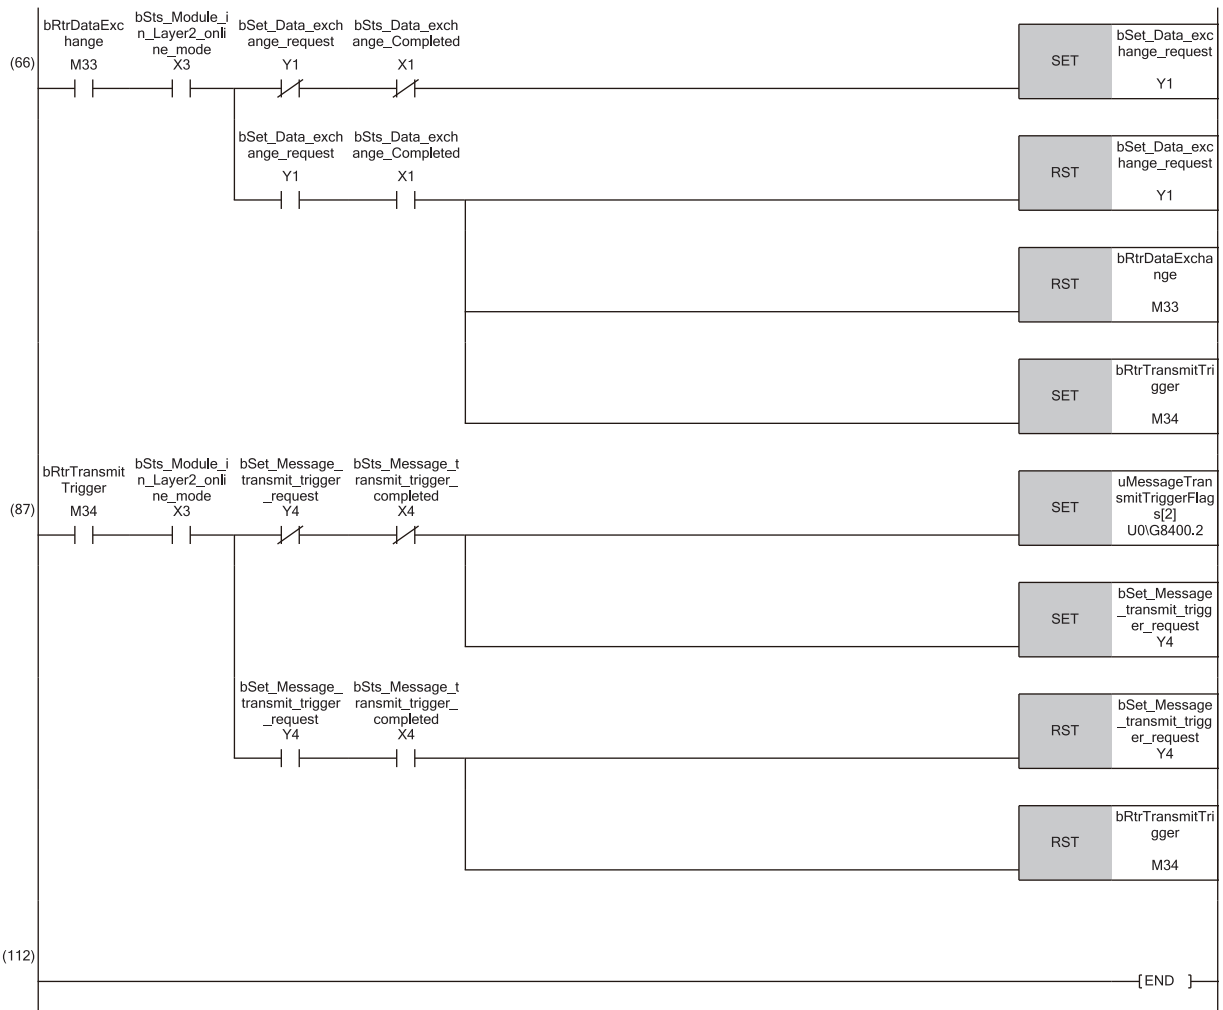 bRtrDataExc
hange
M33
bSts_Module_i
n_Layer2_onli
ne_mode
X3
bSet_Data_exch
ange_request
Y1
bSts_Data_exch
ange_Completed
X1
(66)
SET
bSet_Data_exc
hange_request
Y1
bSet_Data_exch
ange_request
Y1
bSts_Data_exch
ange_Completed
X1
RST
bSet_Data_exc
hange_request
Y1
RST
bRtrDataExcha
nge
M33
SET
bRtrTransmitTri
gger
M34
bRtrTransmit
Trigger
M34
bSts_Module_i
n_Layer2_onli
ne_mode
X3
bSet_Message_
transmit_trigger
_request
Y4
bSts_Message_t
ransmit_trigger_
completed
X4
(87)
SET
uMessageTran
smitTriggerFlag
s[2]
U0\G8400.2
SET
bSet_Message
_transmit_trigg
er_request
Y4
bSet_Message_
transmit_trigger
_request
Y4
bSts_Message_t
ransmit_trigger_
completed
X4
RST
bSet_Message
_transmit_trigg
er_request
Y4
RST
bRtrTransmitTri
gger
M34
(112)
[END ]